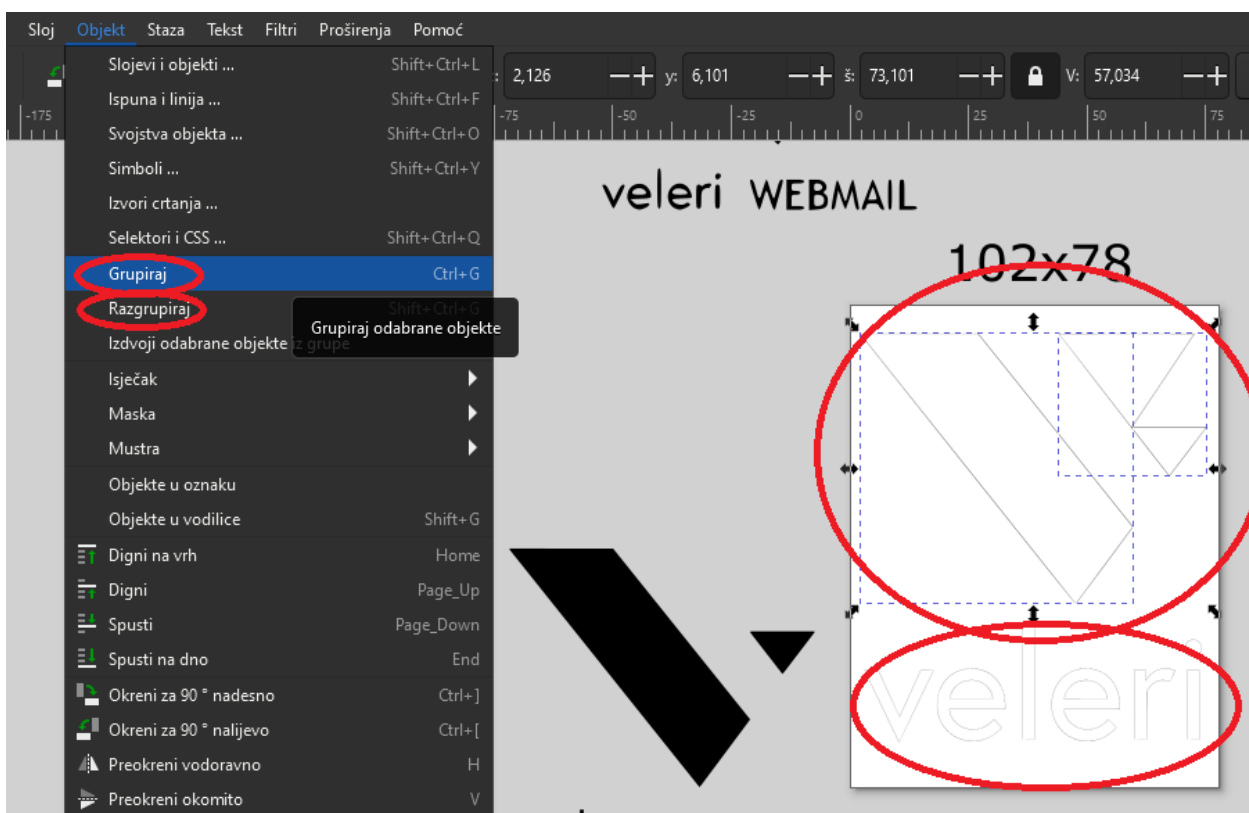 Sloj Objekt Staza Tekst Filtri Proširenja Pomoć
: 2,126 y: 6,101 š: 73,101 V: 57,034
Slojevi i objekti ... Shift+Ctrl+L
Ispuna i linija ... Shift+Ctrl+F
Svojstva objekta ... Shift+Ctrl+O
Simboli ... Shift+Ctrl+Y
Izvori crtanja ...
Selektori i CSS ... Shift+Ctrl+Q
Grupiraj Ctrl+G
Razgrupiraj Shift+Ctrl+G
Grupiraj odabrane objekte
Izdvoji odabrane objekte iz grupe
Isječak
Maska
Mustra
Objekte u oznaku
Objekte u vodilice Shift+G
Digni na vrh Home
Digni Page_Up
Spusti Page_Down
Spusti na dno End
Okreni za 90 ° nadesno Ctrl+]
Okreni za 90 ° nalijevo Ctrl+[
Preokreni vodoravno H
Preokreni okomito V
-175 -75 -50 -25 0 25 50 75
veleri WEBMAIL
102x78
veleri